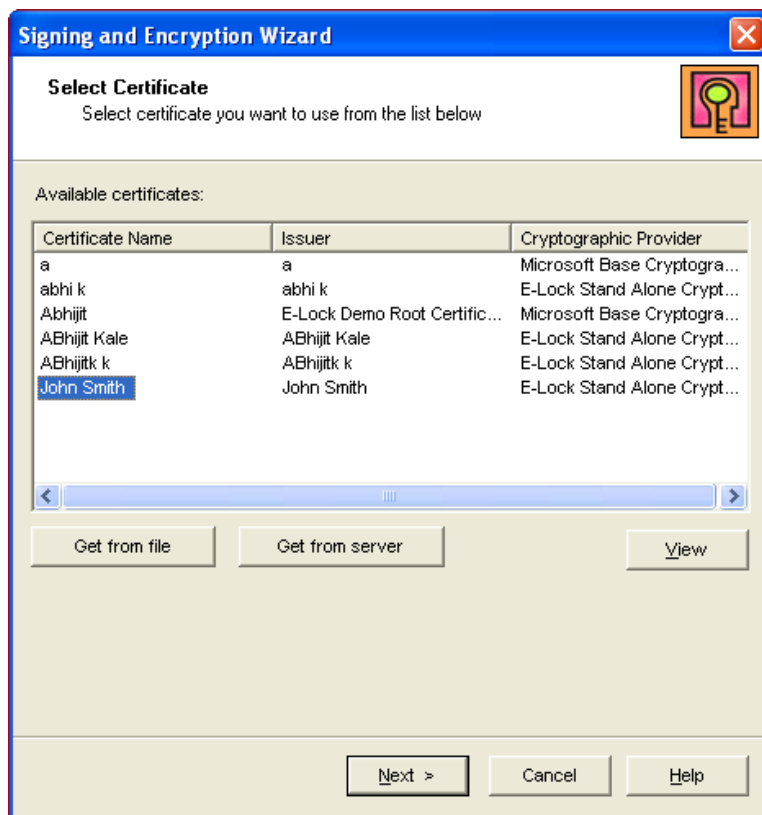 Signing and Encryption Wizard
Select Certificate
Select certificate you want to use from the list below
Available certificates:
Certificate Name Issuer Cryptographic Provider
a a Microsoft Base Cryptogra...
abhi k abhi k E-Lock Stand Alone Crypt...
Abhijit E-Lock Demo Root Certific... Microsoft Base Cryptogra...
ABhijit Kale ABhijit Kale E-Lock Stand Alone Crypt...
ABhijitk k ABhijitk k E-Lock Stand Alone Crypt...
John Smith John Smith E-Lock Stand Alone Crypt...
Get from file Get from server View
Next > Cancel Help